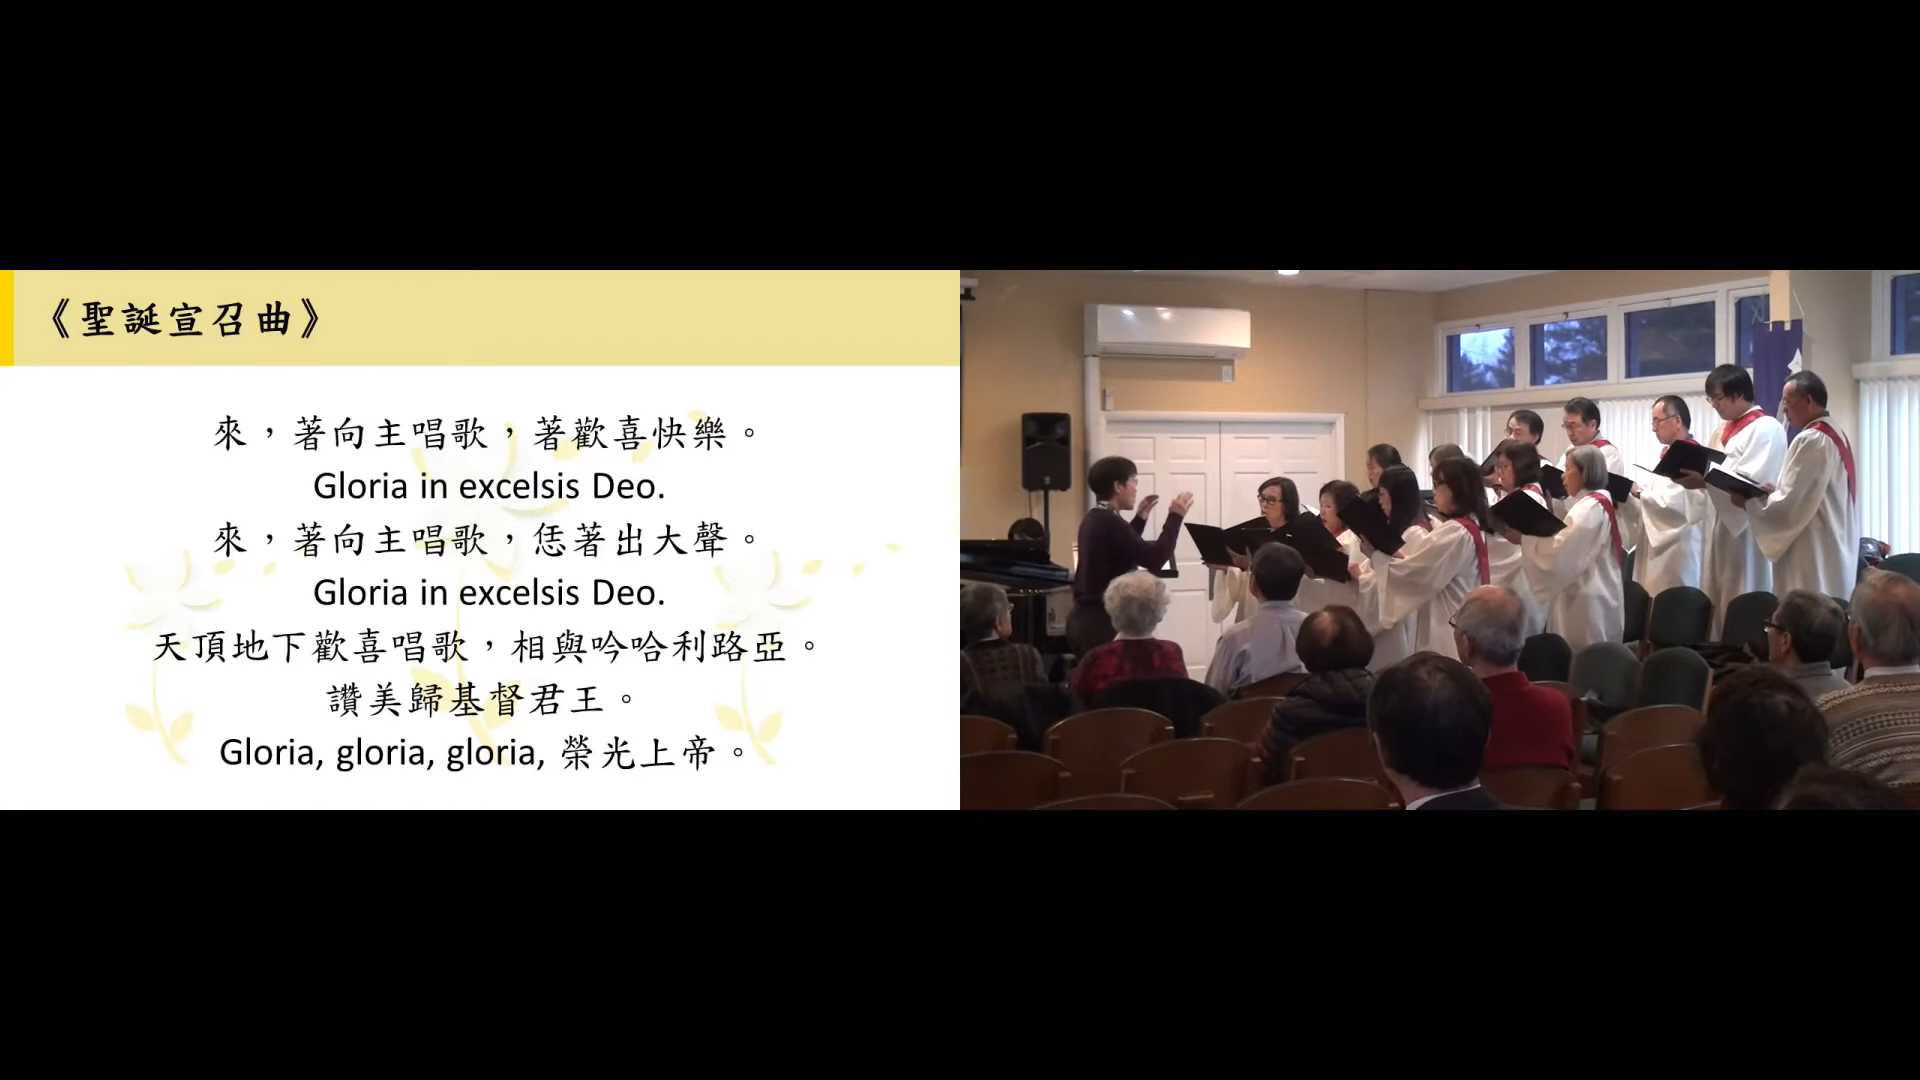 《聖誕宣召曲》
來，著向主唱歌，著歡喜快樂。
Gloria in excelsis Deo.
來，著向主唱歌，恁著出大聲。
Gloria in excelsis Deo.
天頂地下歡喜唱歌，相與吟哈利路亞。
讚美歸基督君王。
Gloria, gloria, gloria, 榮光上帝。